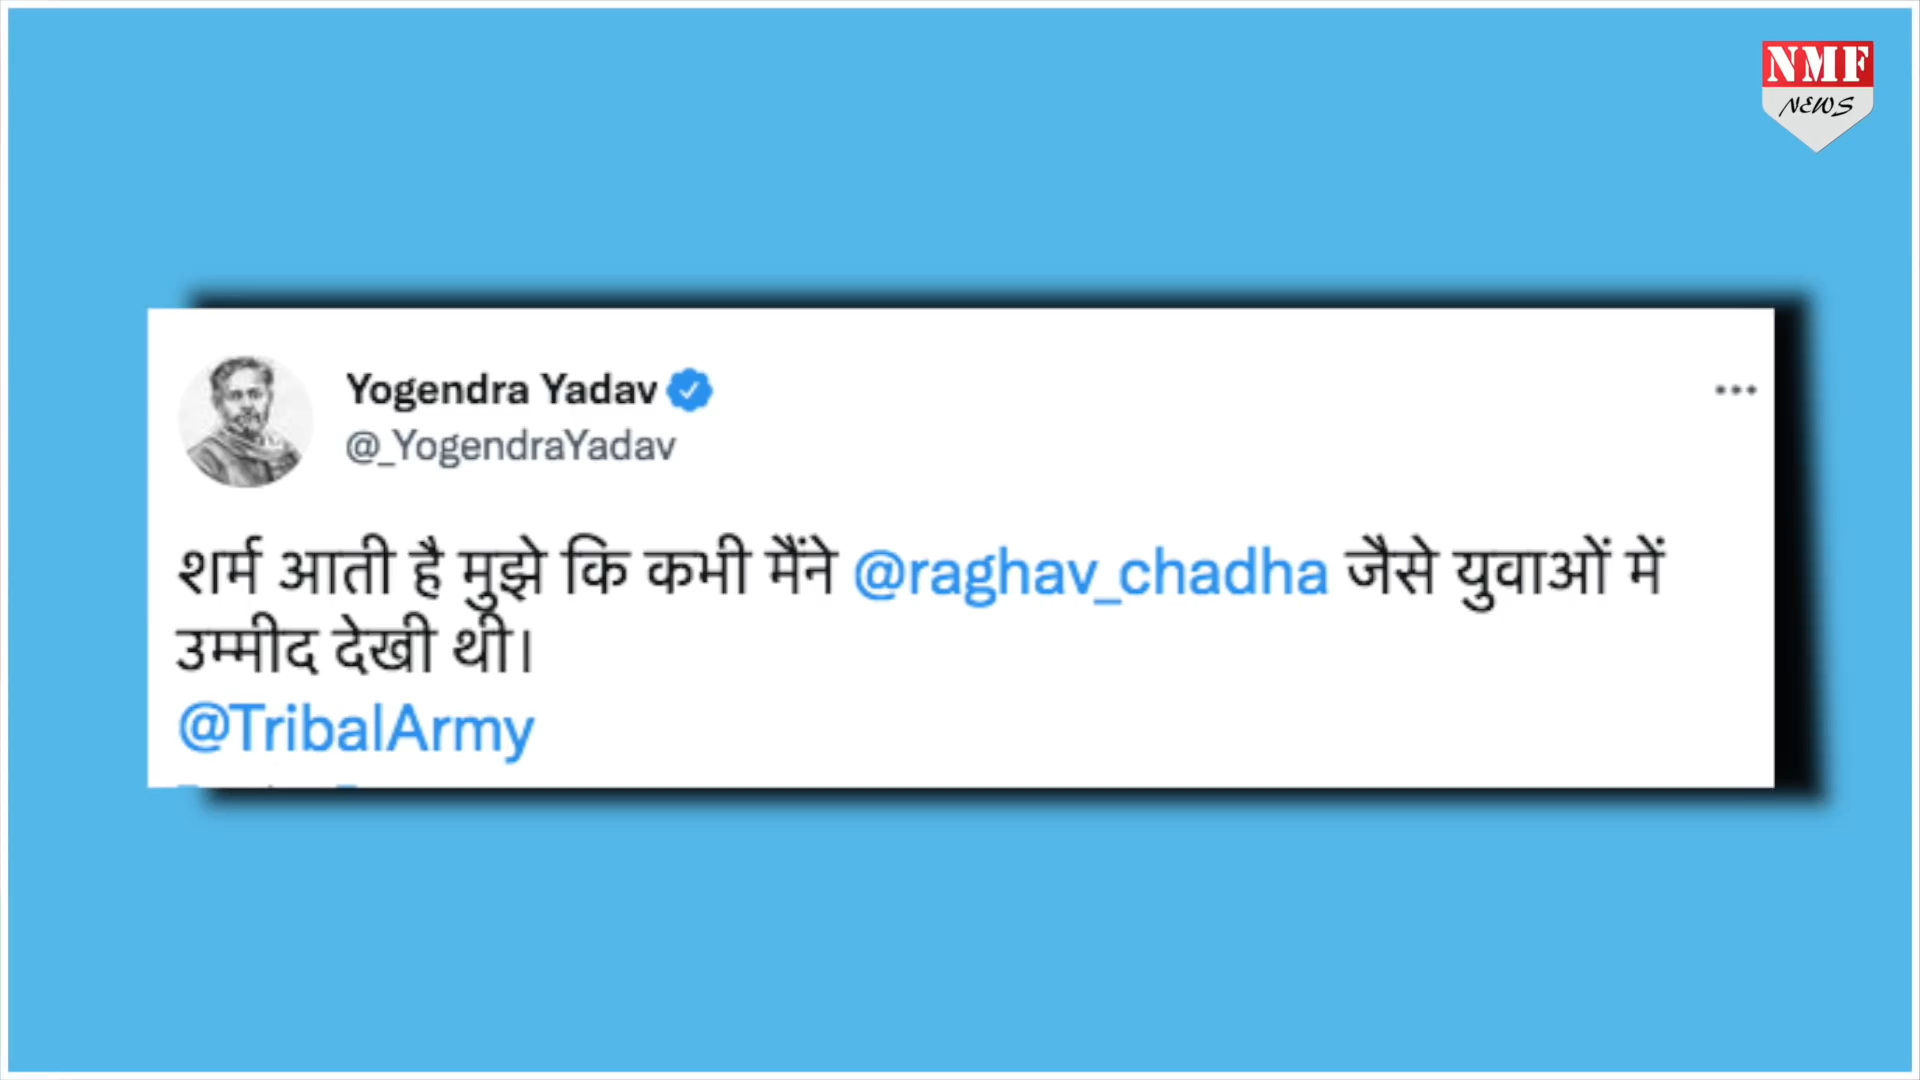 NMF
NEWS
Yogendra Yadav
@_YogendraYadav
शर्म आती है मुझे कि कभी मैंने @raghav_chadha जैसे युवाओं में
उम्मीद देखी थी।
@TribalArmy